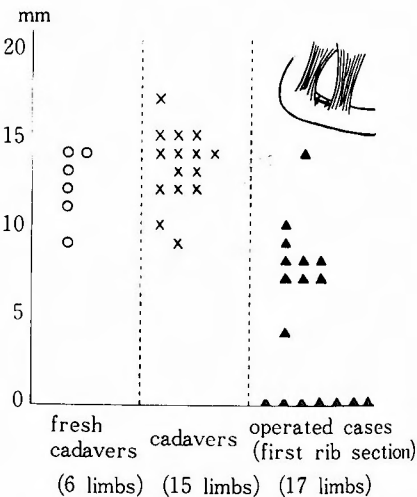 mm
20
15
10
5
0
fresh cadavers operated cases
cadavers (first rib section)
(6 limbs) (15 limbs) (17 limbs)